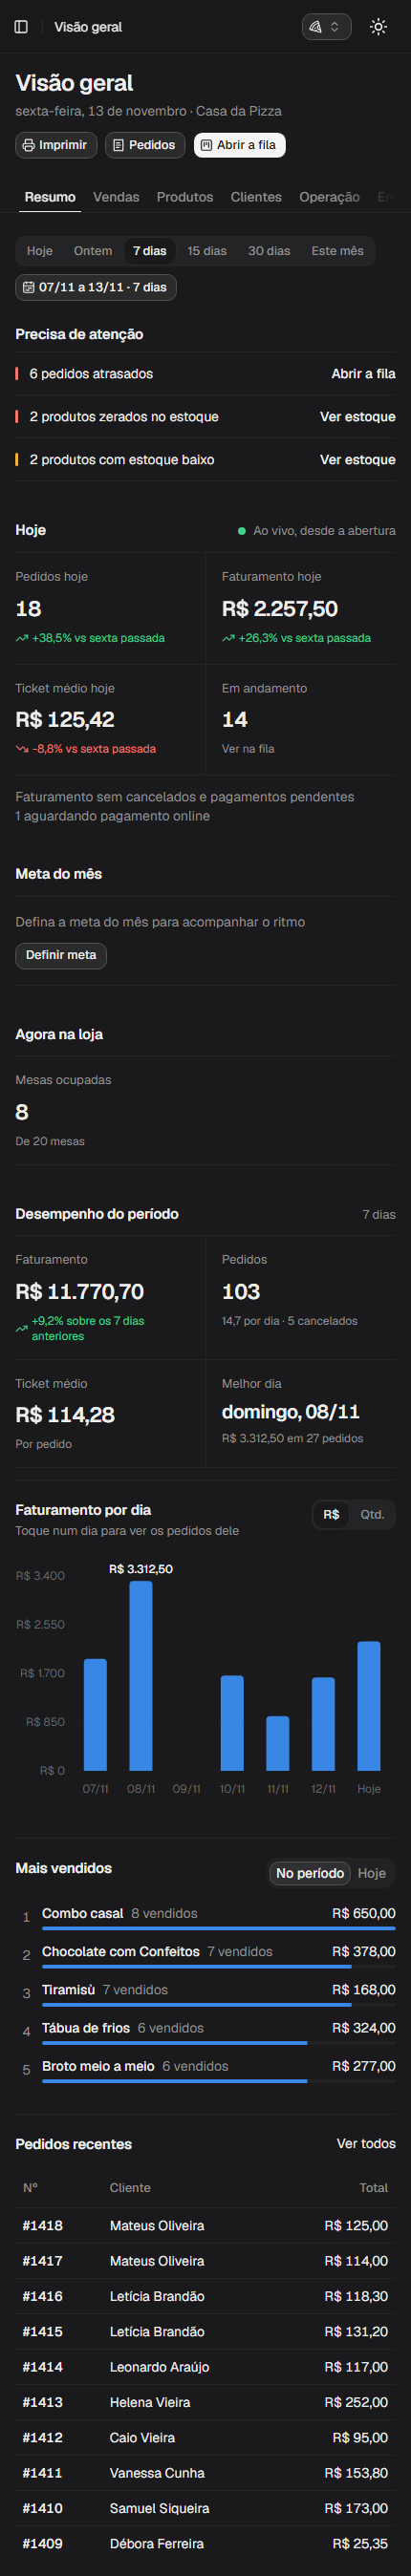 Visão geral
Visão geral
sexta-feira, 13 de novembro · Casa da Pizza
Imprimir Pedidos Abrir a fila
Resumo Vendas Produtos Clientes Operação
Hoje Ontem 7 dias 15 dias 30 dias Este mês
07/11 a 13/11 · 7 dias
Precisa de atenção
6 pedidos atrasados Abrir a fila
2 produtos zerados no estoque Ver estoque
2 produtos com estoque baixo Ver estoque
Hoje Ao vivo, desde a abertura
Pedidos hoje Faturamento hoje
18 R$ 2.257,50
+38,5% vs sexta passada +26,3% vs sexta passada
Ticket médio hoje Em andamento
R$ 125,42 14
-8,8% vs sexta passada Ver na fila
Faturamento sem cancelados e pagamentos pendentes
1 aguardando pagamento online
Meta do mês
Defina a meta do mês para acompanhar o ritmo
Definir meta
Agora na loja
Mesas ocupadas
8
De 20 mesas
Desempenho do período 7 dias
Faturamento Pedidos
R$ 11.770,70 103
+9,2% sobre os 7 dias anteriores 14,7 por dia · 5 cancelados
Ticket médio Melhor dia
R$ 114,28 domingo, 08/11
Por pedido R$ 3.312,50 em 27 pedidos
Faturamento por dia R$ Qtd.
Toque num dia para ver os pedidos dele
R$ 3.312,50
R$ 3.400
R$ 2.550
R$ 1.700
R$ 850
R$ 0
07/11 08/11 09/11 10/11 11/11 12/11 Hoje
Mais vendidos No período Hoje
1 Combo casal 8 vendidos R$ 650,00
2 Chocolate com Confeitos 7 vendidos R$ 378,00
3 Tiramisù 7 vendidos R$ 168,00
4 Tábua de frios 6 vendidos R$ 324,00
5 Broto meio a meio 6 vendidos R$ 277,00
Pedidos recentes Ver todos
Nº Cliente Total
#1418 Mateus Oliveira R$ 125,00
#1417 Mateus Oliveira R$ 114,00
#1416 Letícia Brandão R$ 118,30
#1415 Letícia Brandão R$ 131,20
#1414 Leonardo Araújo R$ 117,00
#1413 Helena Vieira R$ 252,00
#1412 Caio Vieira R$ 95,00
#1411 Vanessa Cunha R$ 153,80
#1410 Samuel Siqueira R$ 173,00
#1409 Débora Ferreira R$ 25,35